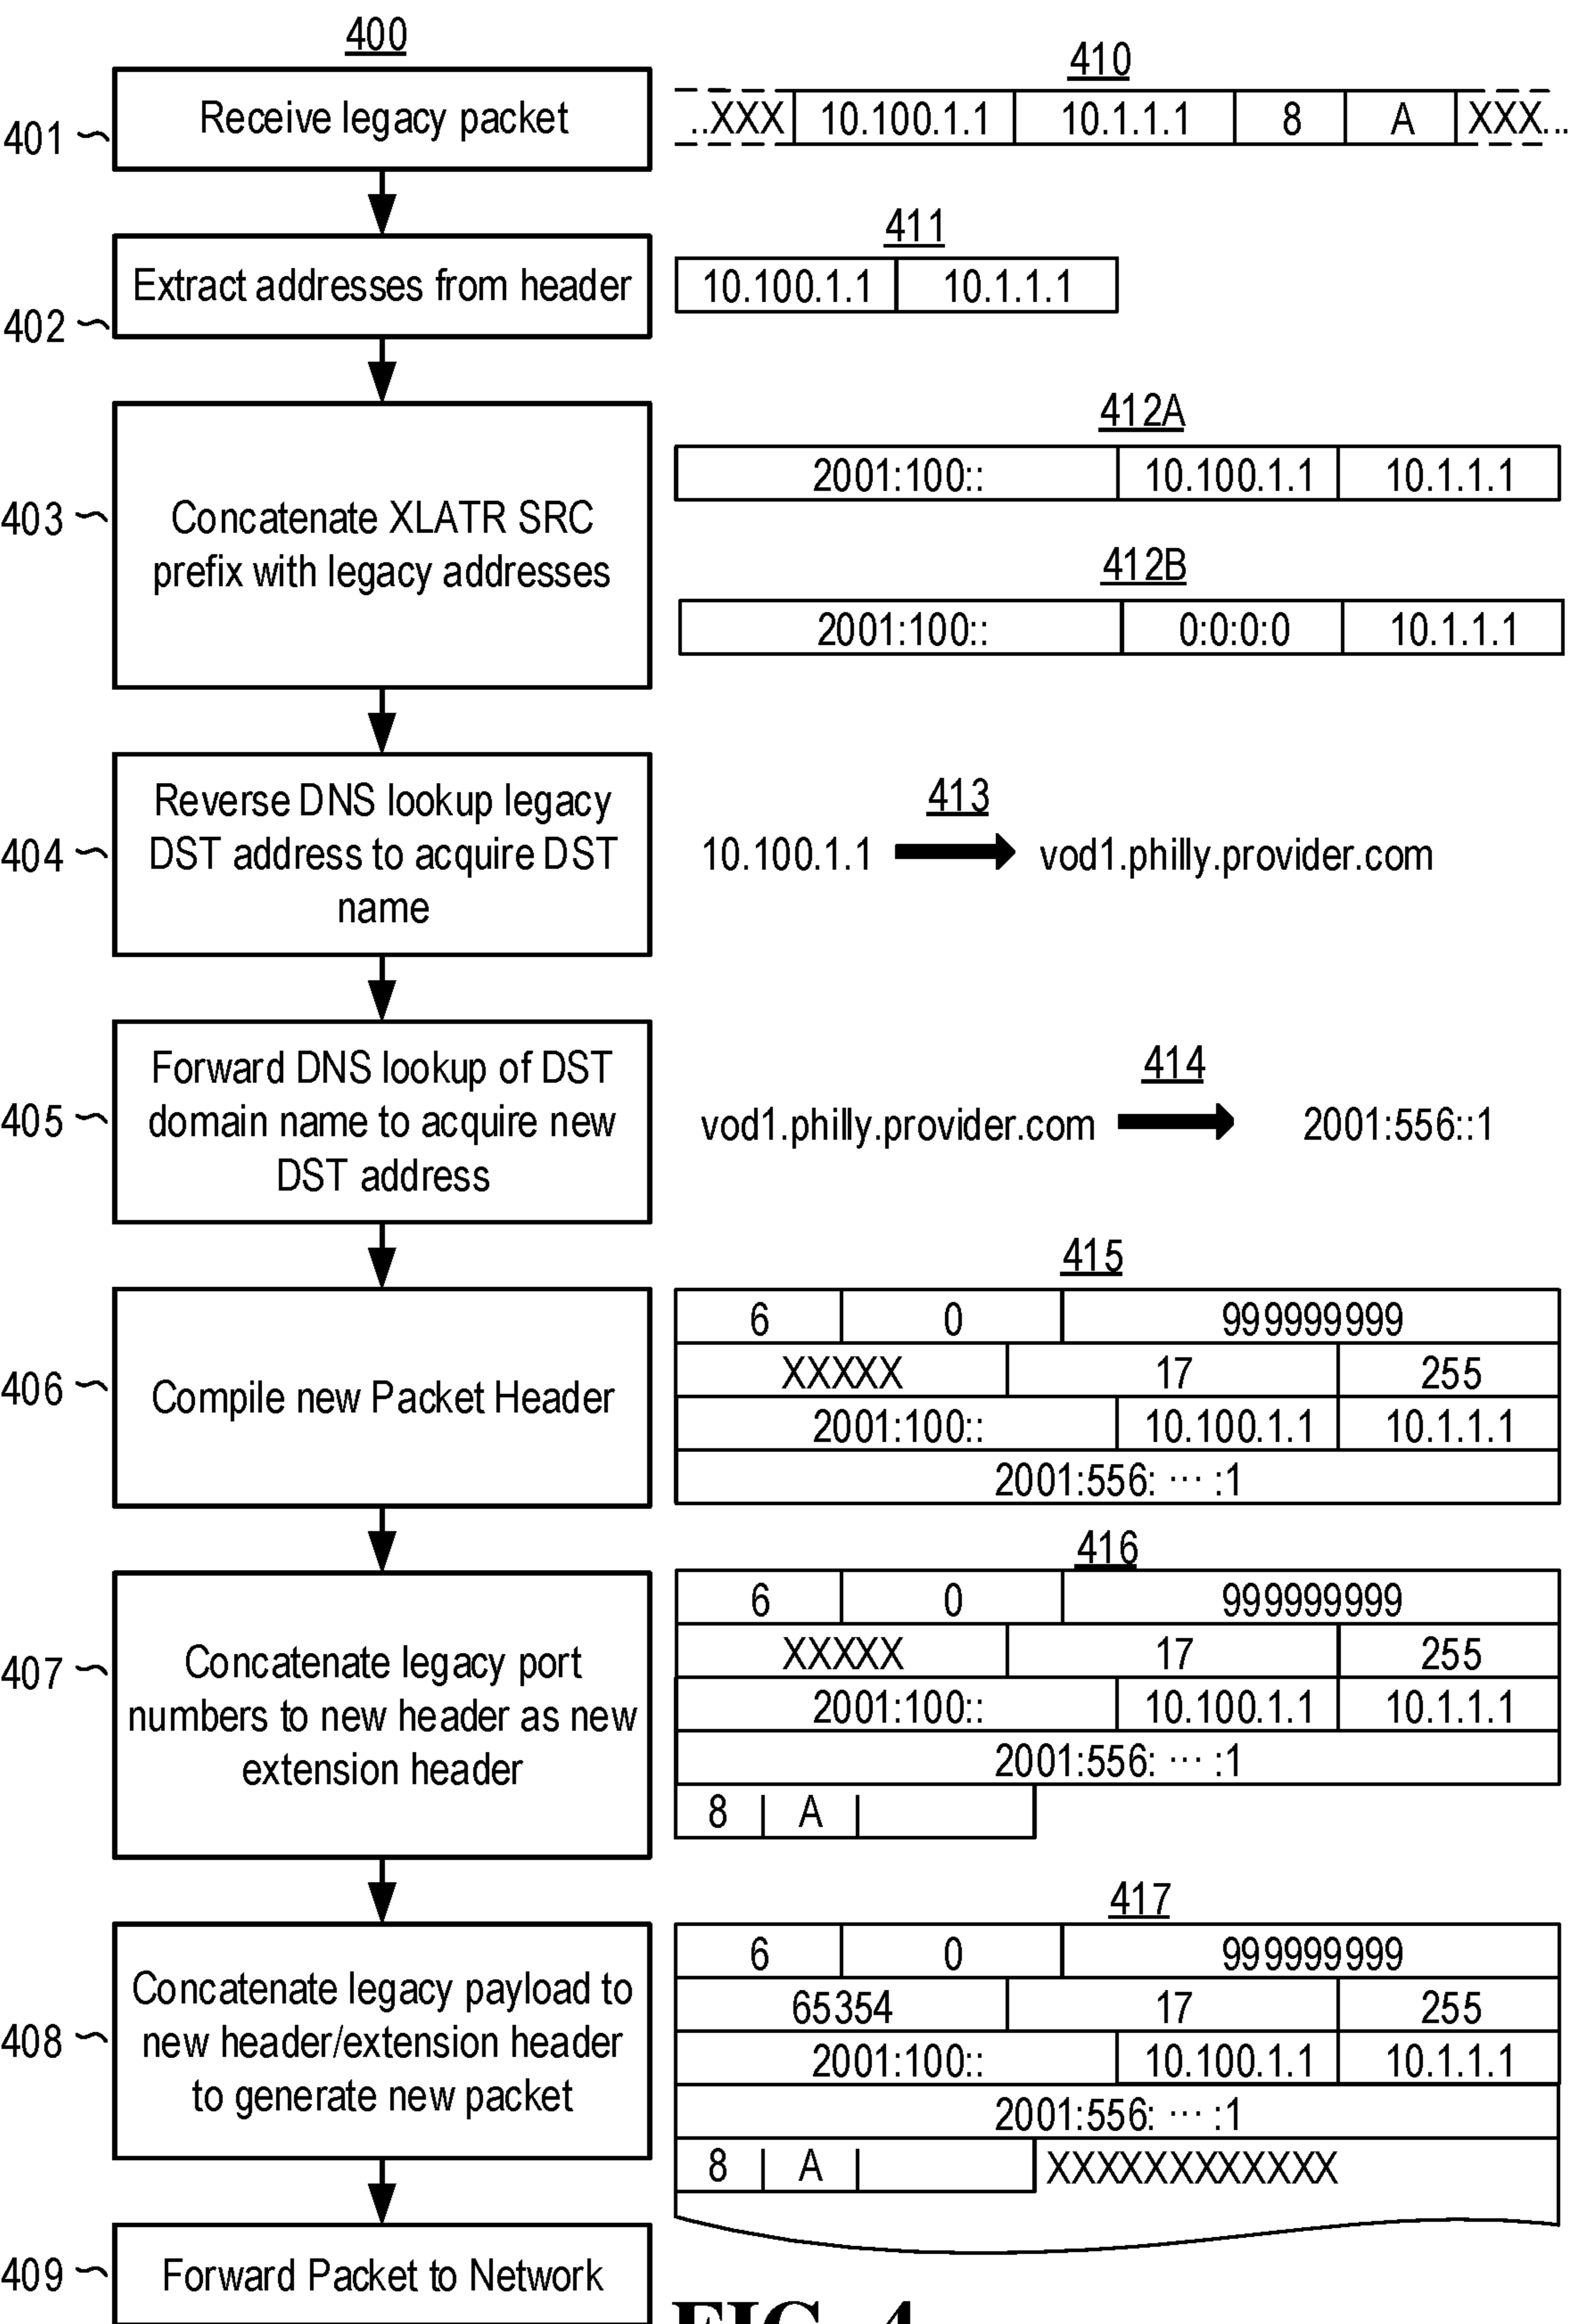 400
401
Receive legacy packet
410
..XXX 10.100.1.1 10.1.1.1 8 A XXX...
402
Extract addresses from header
411
10.100.1.1 10.1.1.1
403
Concatenate XLATR SRC
prefix with legacy addresses
412A
2001:100:: 10.100.1.1 10.1.1.1
412B
2001:100:: 0:0:0:0 10.1.1.1
404
Reverse DNS lookup legacy
DST address to acquire DST
name
413
10.100.1.1 vod1.philly.provider.com
405
Forward DNS lookup of DST
domain name to acquire new
DST address
414
vod1.philly.provider.com 2001:556::1
406
Compile new Packet Header
415
6 0 999999999
XXXXX 17 255
2001:100:: 10.100.1.1 10.1.1.1
2001:556: ··· :1
407
Concatenate legacy port
numbers to new header as new
extension header
416
6 0 999999999
XXXXX 17 255
2001:100:: 10.100.1.1 10.1.1.1
2001:556: ··· :1
8 A
408
Concatenate legacy payload to
new header/extension header
to generate new packet
417
6 0 999999999
65354 17 255
2001:100:: 10.100.1.1 10.1.1.1
2001:556: ··· :1
8 A XXXXXXXXXXXX
409
Forward Packet to Network
FIG. 4